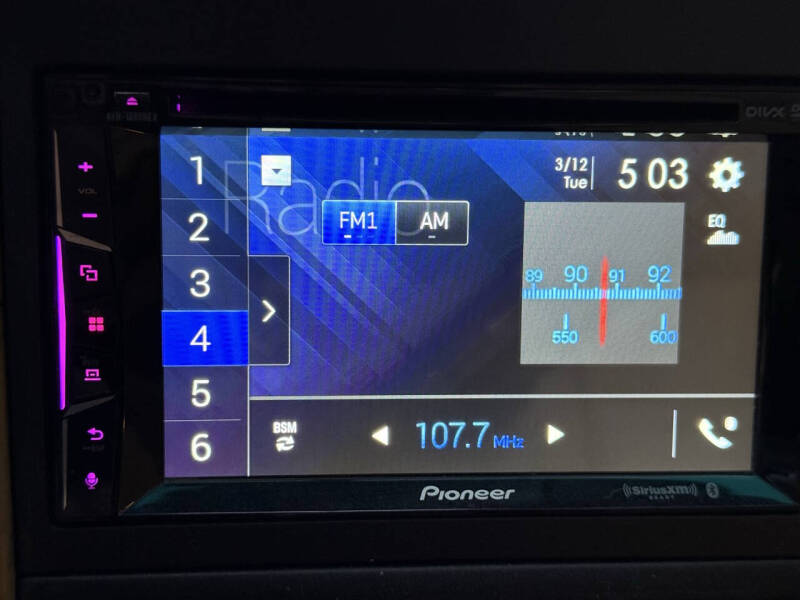 DIVX
VOL
1
2
3
4
5
6
Radio
FM1
AM
3/12
Tue
5 03
EQ
89 90 91 92
550 600
BSM
107.7 MHz
Pioneer
SiriusXM
READY